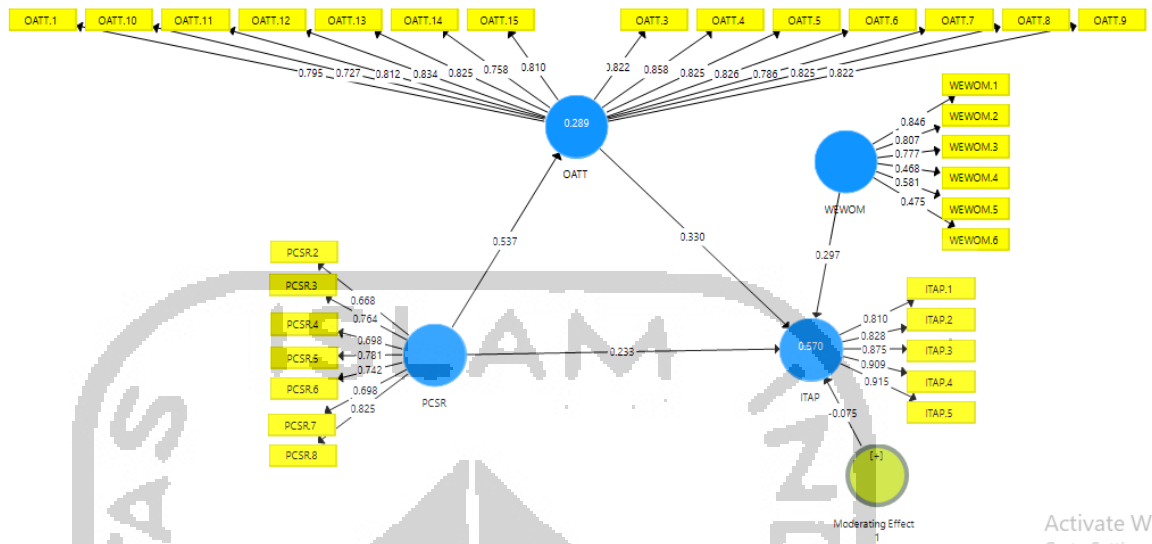 OATT.1 OATT.10 OATT.11 OATT.12 OATT.13 OATT.14 OATT.15 OATT.3 OATT.4 OATT.5 OATT.6 OATT.7 OATT.8 OATT.9
0.795 0.727 0.812 0.834 0.825 0.758 0.810 0.822 0.858 0.825 0.826 0.786 0.825 0.822
0.289
OATT
WEWOM.1
0.846
WEWOM.2
0.807
WEWOM.3
0.777
0.468
WEWOM.4
0.581
0.475
WEWOM.5
WEWOM.6
WEWOM
0.537
0.330
0.297
PCSR.2
PCSR.3
0.668
0.764
PCSR.4
0.698
PCSR.5
0.781
0.742
PCSR.6
0.698
0.825
PCSR.7
PCSR.8
PCSR
0.233
0.570
ITAP
ITAP.1
0.810
ITAP.2
0.828
ITAP.3
0.875
0.909
ITAP.4
0.915
ITAP.5
-0.075
[+]
Moderating Effect
1
ISLAM
TAS
Activate W